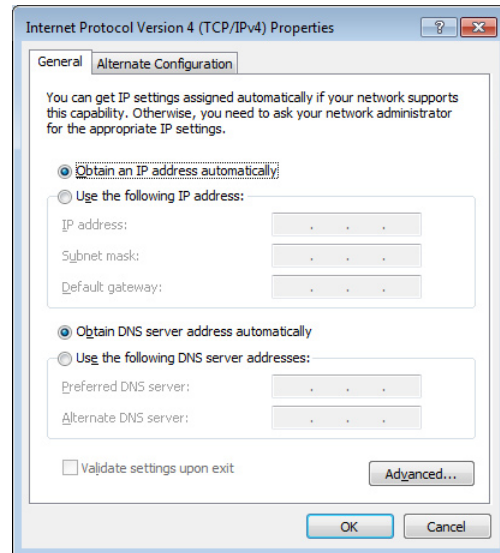 Internet Protocol Version 4 (TCP/IPv4) Properties
General
Alternate Configuration
You can get IP settings assigned automatically if your network supports
this capability. Otherwise, you need to ask your network administrator
for the appropriate IP settings.
Obtain an IP address automatically
Use the following IP address:
IP address:
Subnet mask:
Default gateway:
Obtain DNS server address automatically
Use the following DNS server addresses:
Preferred DNS server:
Alternate DNS server:
Validate settings upon exit
Advanced...
OK
Cancel